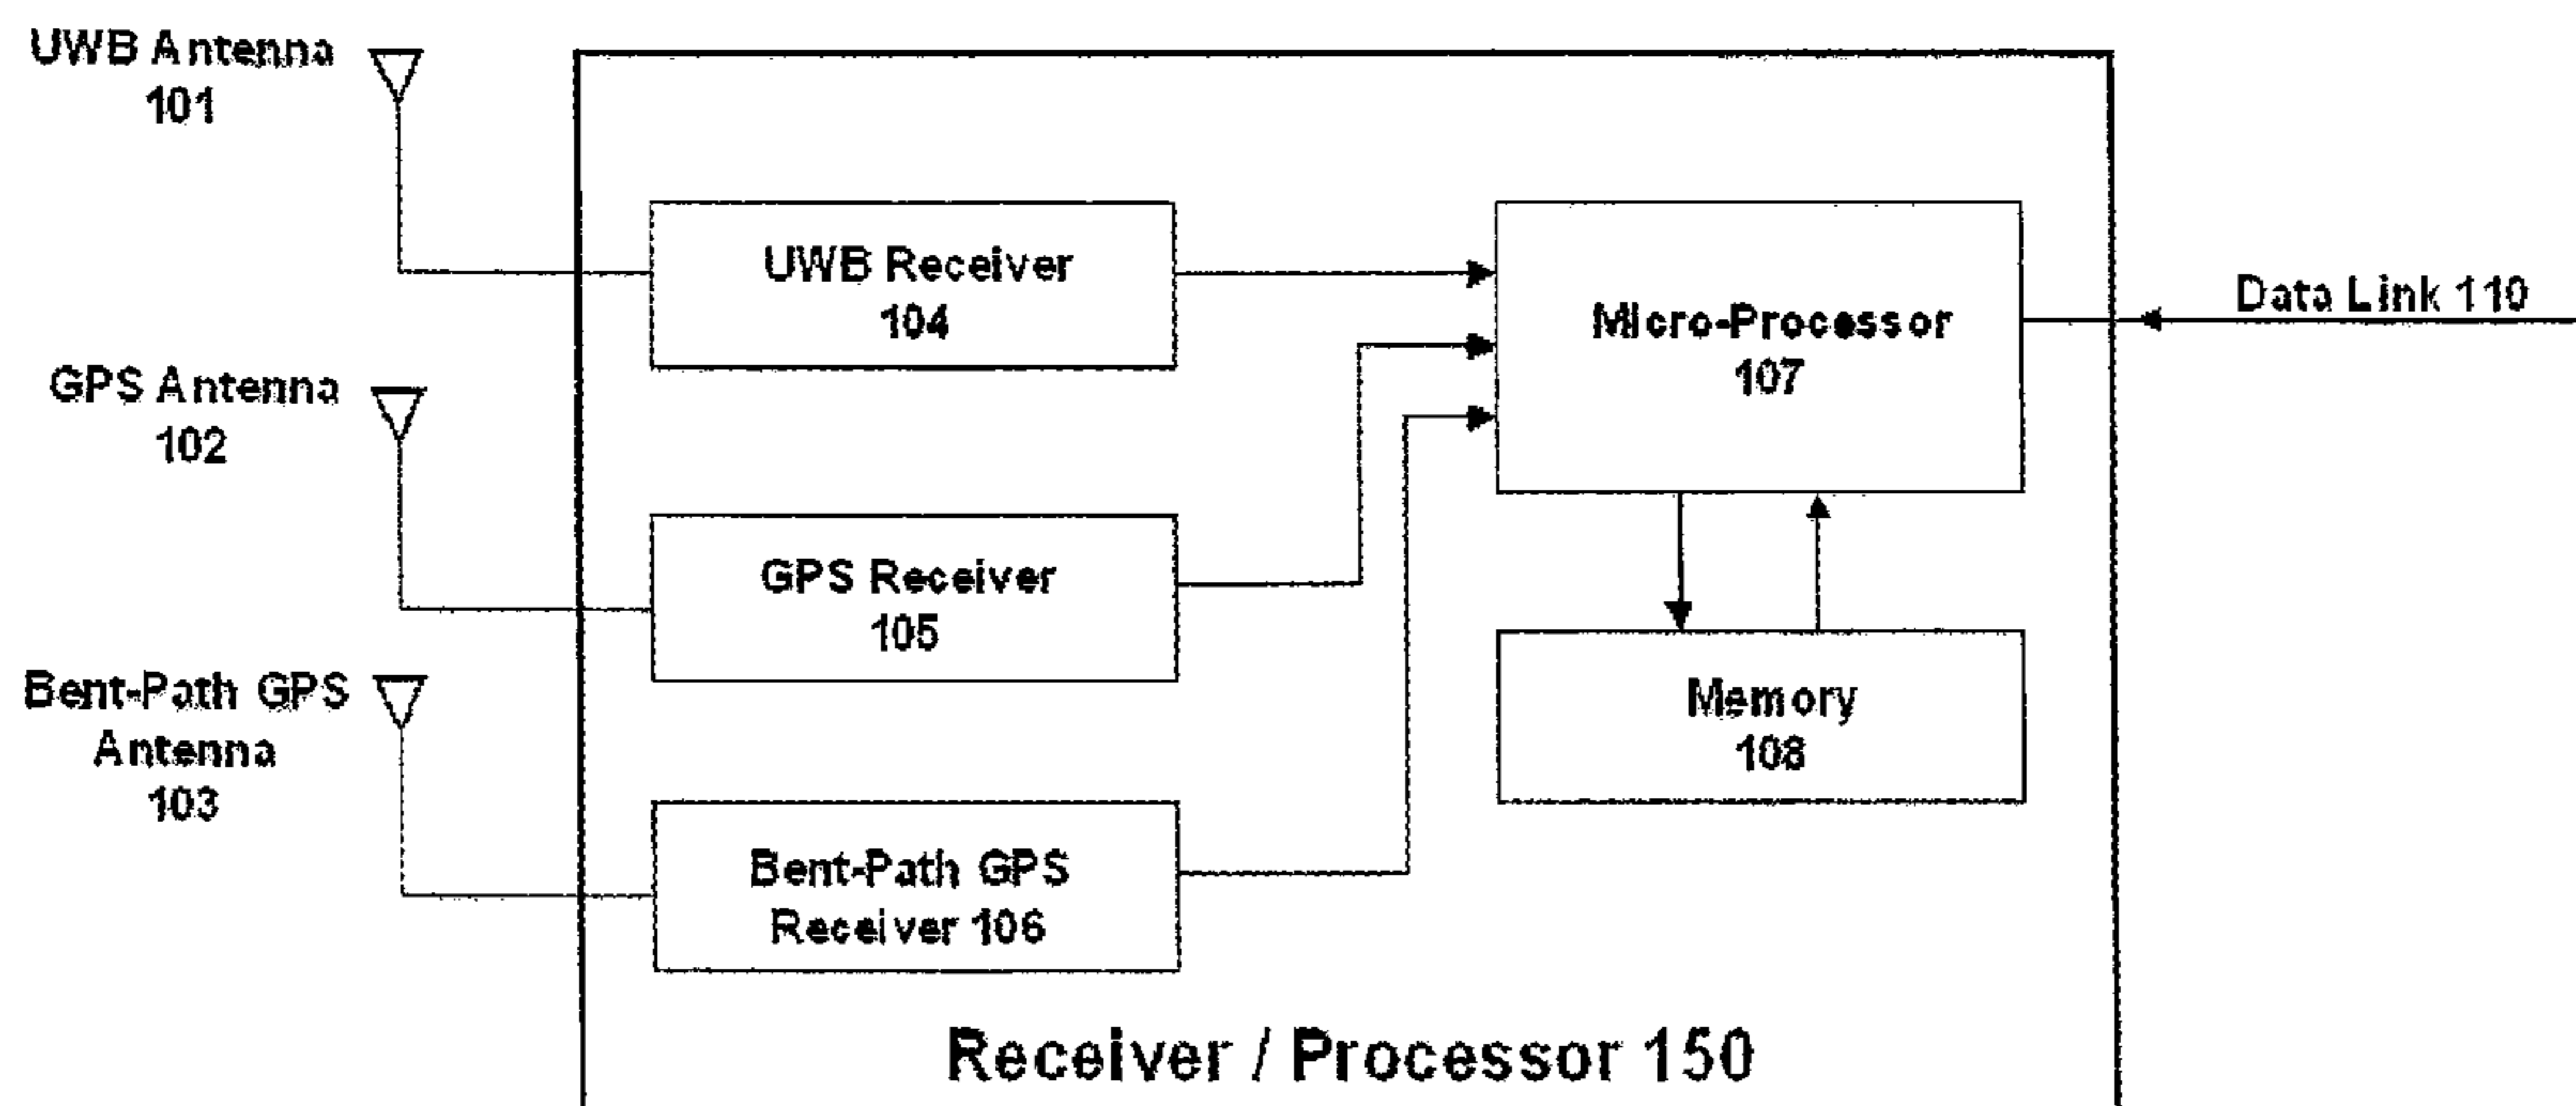 UWB Antenna
101
UWB Receiver
104
Micro-Processor
107
Data Link 110
GPS Antenna
102
GPS Receiver
105
Memory
108
Bent-Path GPS
Antenna
103
Bent-Path GPS
Receiver 106
Receiver / Processor 150